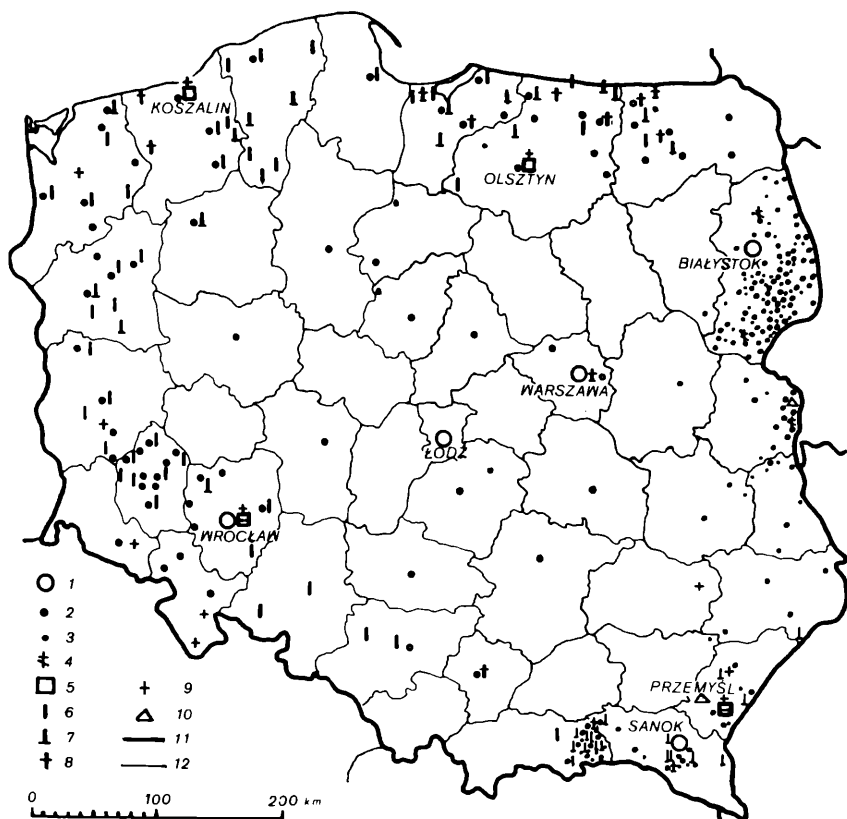 KOSZALIN
OLSZTYN
BIAŁYSTOK
WARSZAWA
ŁÓDŹ
WROCŁAW
PRZEMYŚL
SANOK
1
2
3
4
5
6
7
8
9
10
11
12
0 100 200 km